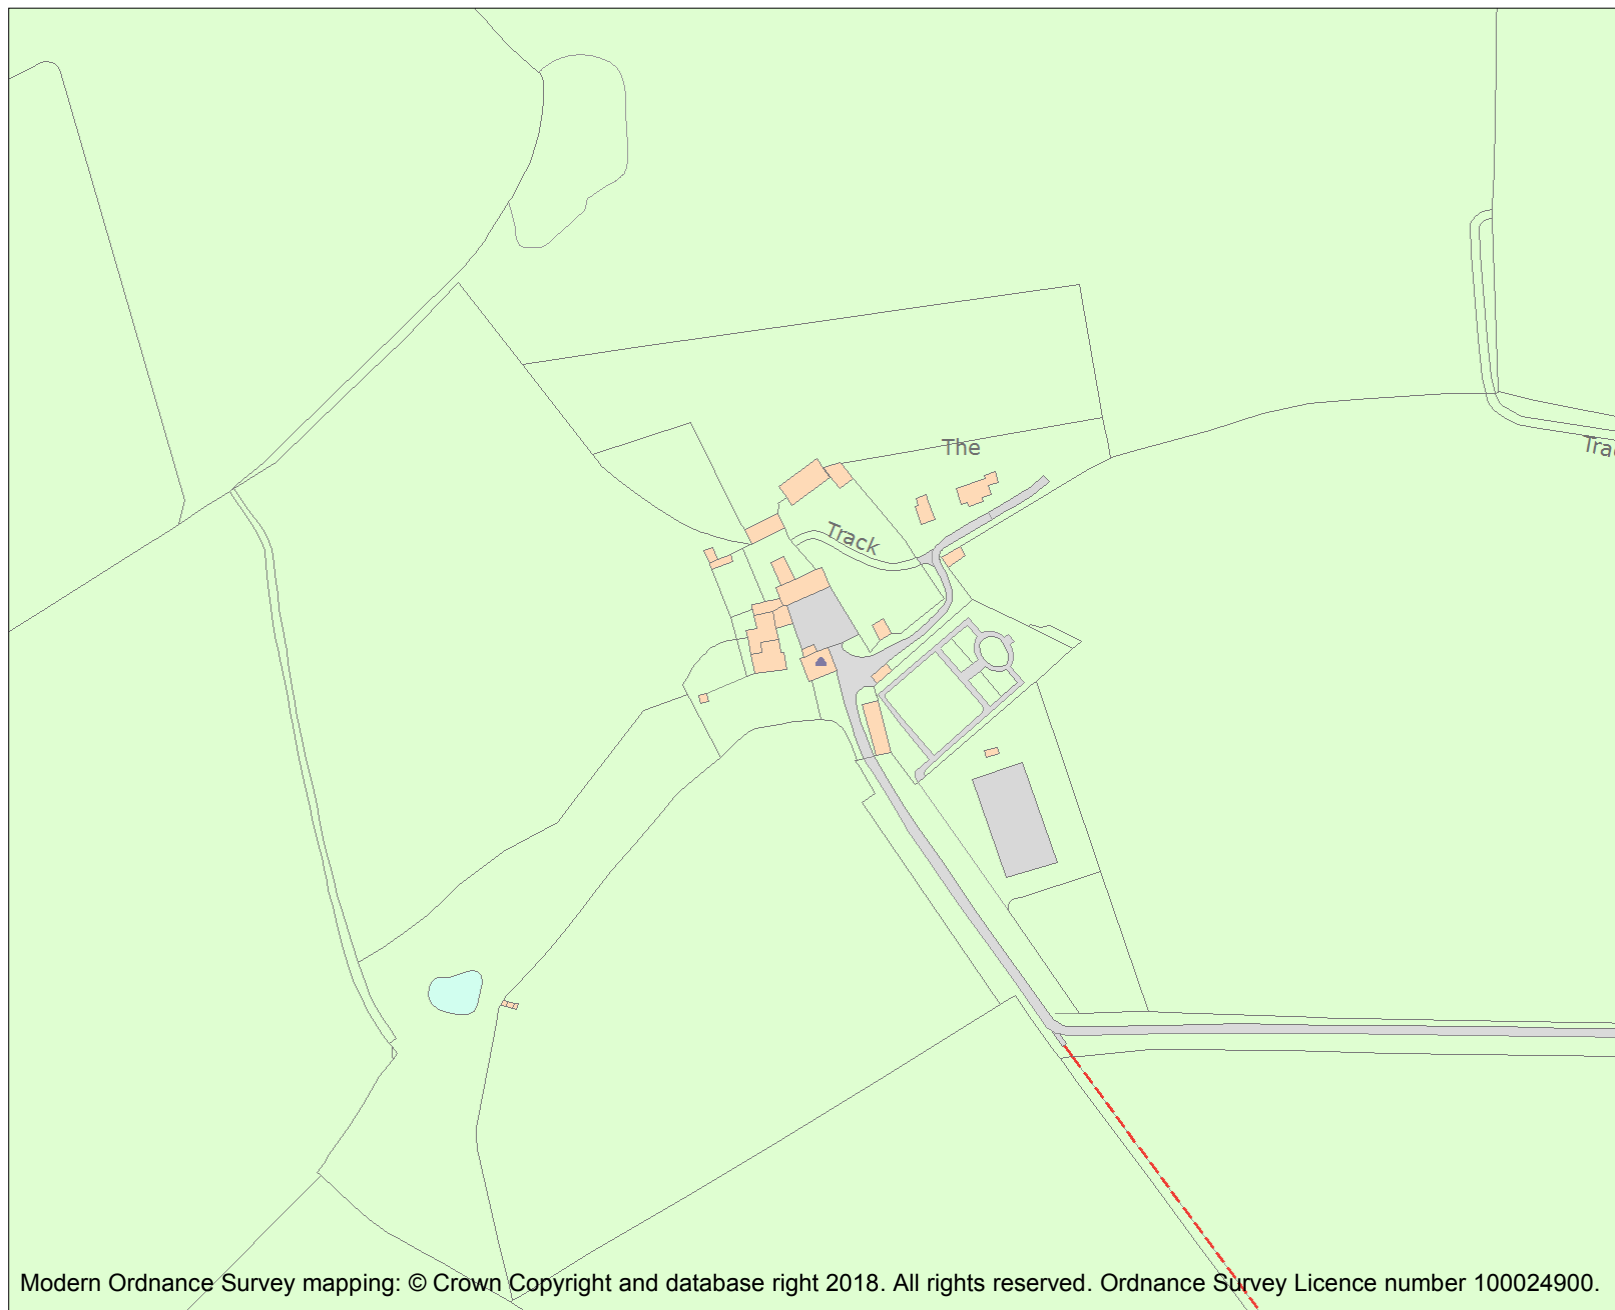 The
Track
Modern Ordnance Survey mapping: © Crown Copyright and database right 2018. All rights reserved. Ordnance Survey Licence number 100024900.